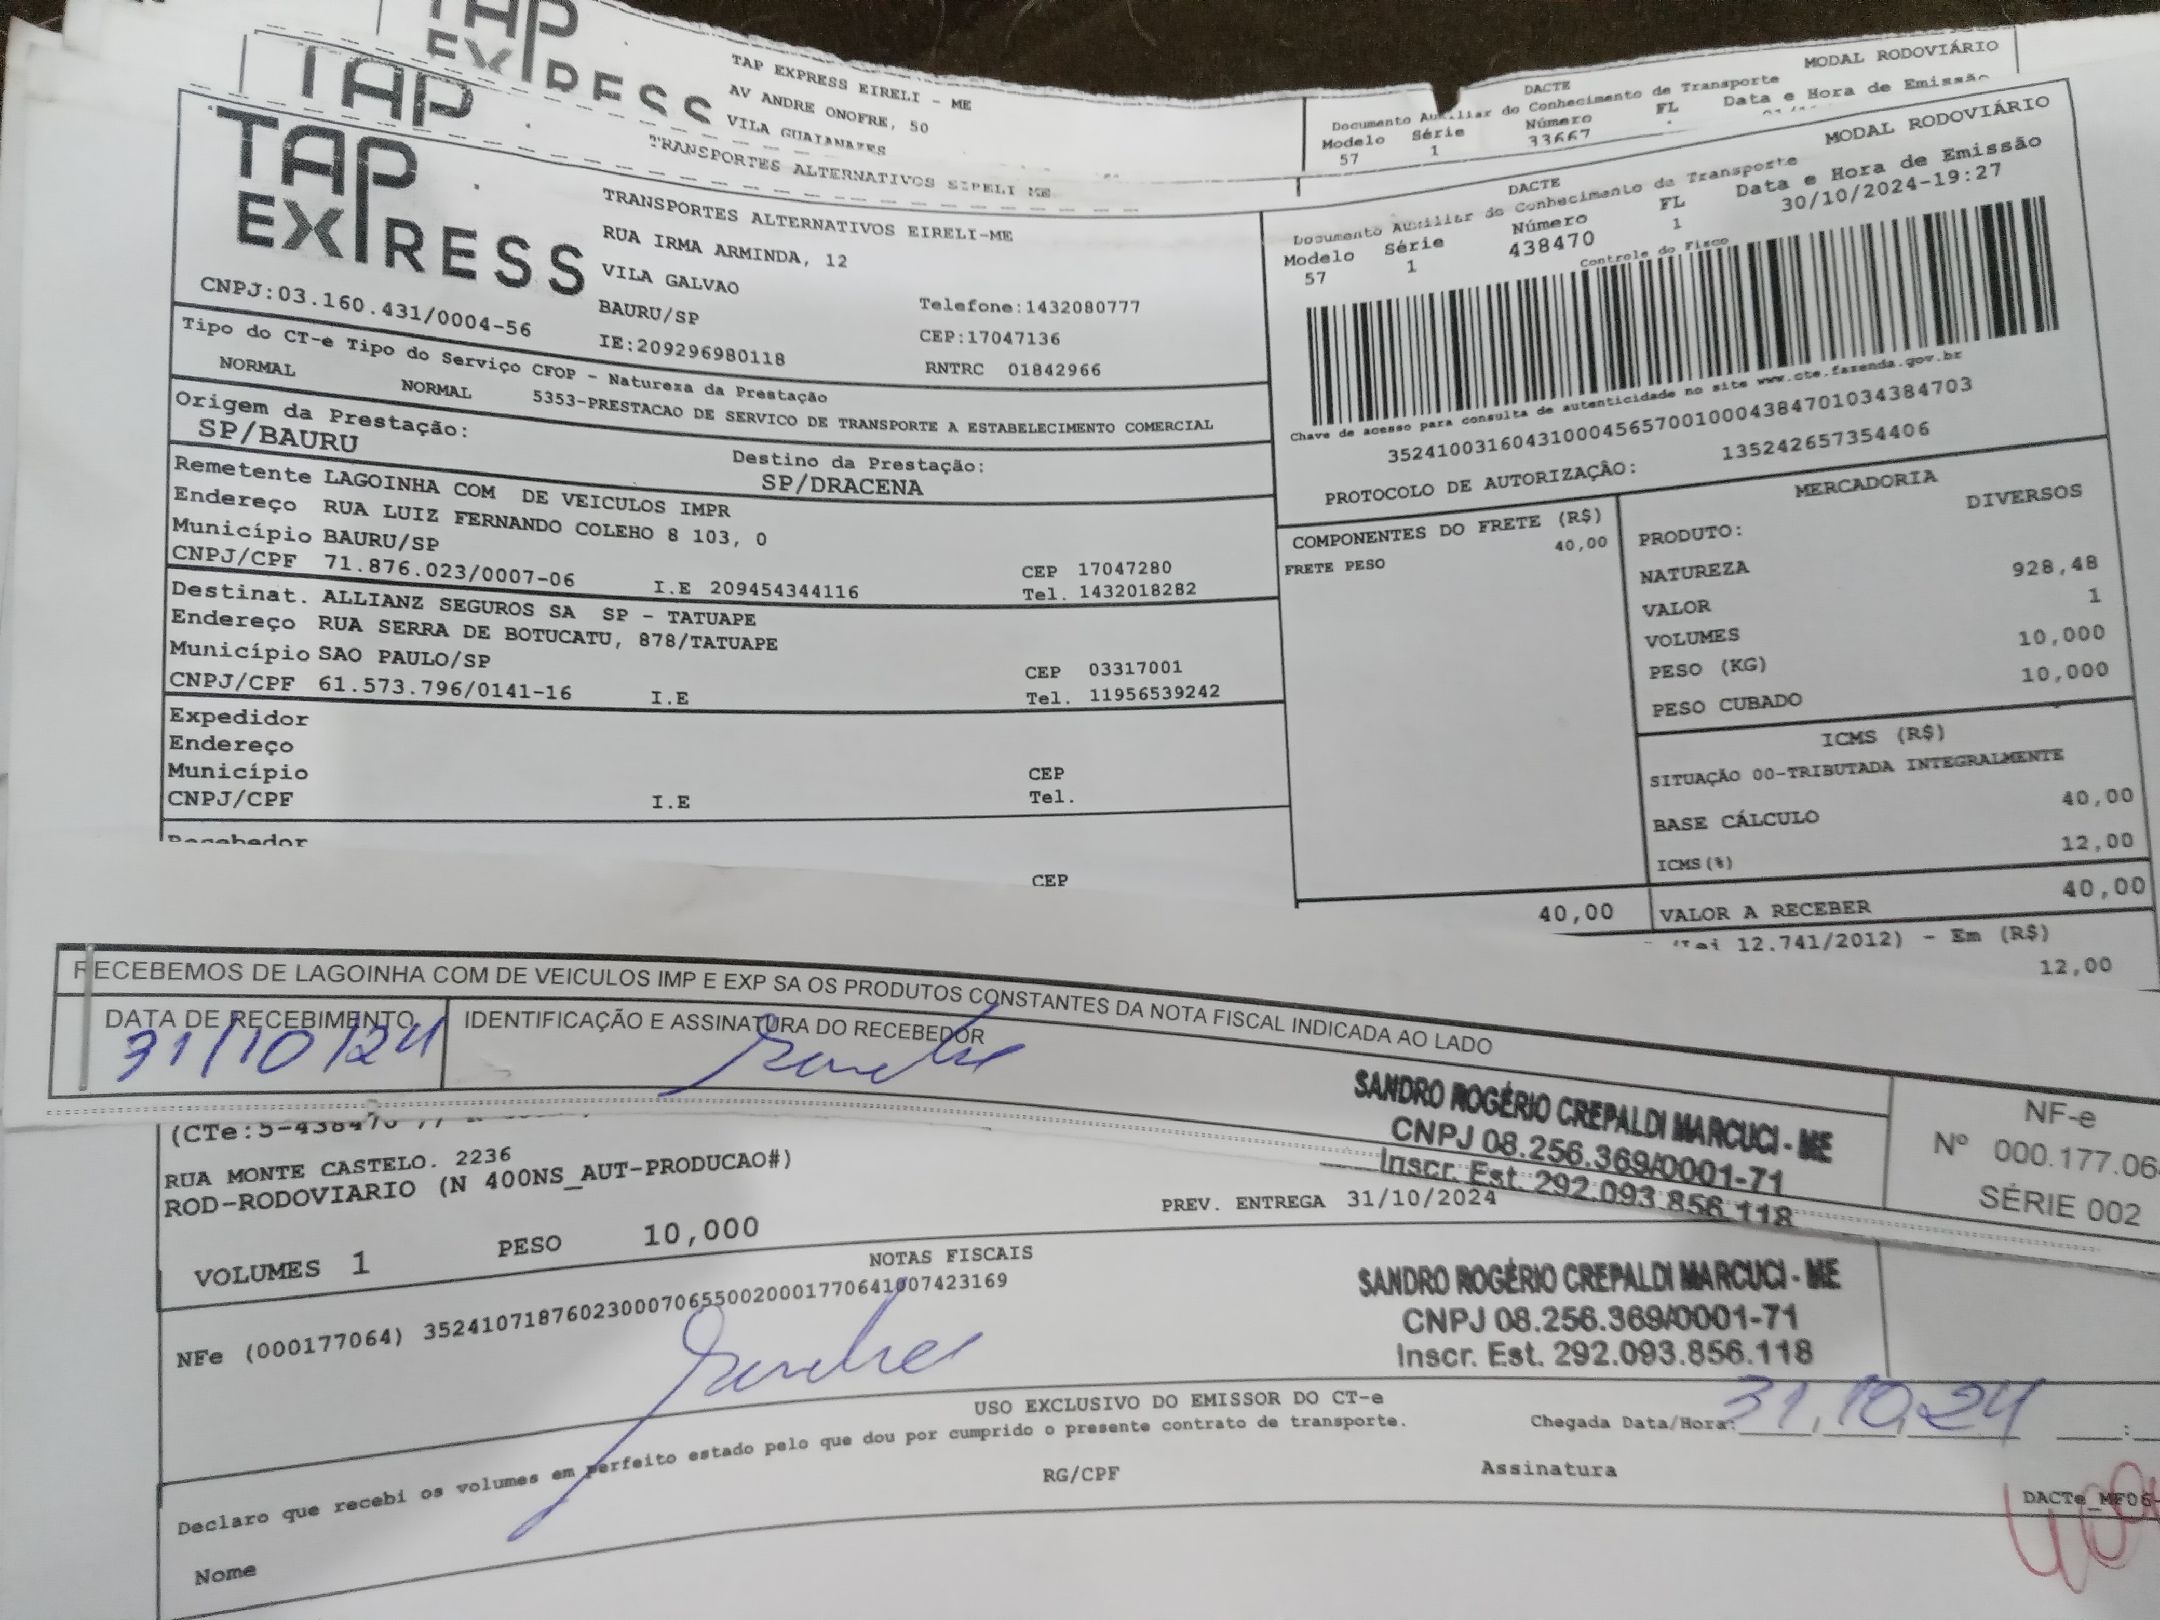 TAP
EXPRESS
TAP EXPRESS EIRELI - ME
AV ANDRE ONOFRE, 50
VILA GUAIANAZES
DACTE
MODAL RODOVIÁRIO
Documento Auxiliar do Conhecimento de Transporte
Modelo Série Número FL Data e Hora de Emissão
57 1 33667
TAP
TRANSPORTES ALTERNATIVOS EIRELI ME
TAP
EXPRESS
CNPJ:03.160.431/0004-56
TRANSPORTES ALTERNATIVOS EIRELI-ME
RUA IRMA ARMINDA, 12
VILA GALVAO
BAURU/SP
IE:209296980118
Telefone:1432080777
CEP:17047136
RNTRC 01842966
DACTE
MODAL RODOVIÁRIO
Documento Auxiliar do Conhecimento de Transporte
Modelo Série Número FL Data e Hora de Emissão
57 1 438470 1 30/10/2024-19:27
Controle do Fisco
Chave de acesso para consulta de autenticidade no site www.cte.fazenda.gov.br
35241003160431000456570010004384701034384703
PROTOCOLO DE AUTORIZAÇÃO: 135242657354406
Tipo do CT-e Tipo do Serviço CFOP - Natureza da Prestação
NORMAL NORMAL 5353-PRESTACAO DE SERVICO DE TRANSPORTE A ESTABELECIMENTO COMERCIAL
Origem da Prestação:
SP/BAURU
Destino da Prestação:
SP/DRACENA
Remetente LAGOINHA COM DE VEICULOS IMPR
Endereço RUA LUIZ FERNANDO COLEHO 8 103, 0
Município BAURU/SP
CEP 17047280
CNPJ/CPF 71.876.023/0007-06 I.E 209454344116 Tel. 1432018282
Destinat. ALLIANZ SEGUROS SA SP - TATUAPE
Endereço RUA SERRA DE BOTUCATU, 878/TATUAPE
Município SAO PAULO/SP
CEP 03317001
CNPJ/CPF 61.573.796/0141-16 I.E Tel. 11956539242
Expedidor
Endereço
Município CEP
CNPJ/CPF I.E Tel.
Recebedor
CEP
COMPONENTES DO FRETE (R$)
FRETE PESO 40,00
40,00
MERCADORIA
PRODUTO: DIVERSOS
NATUREZA
VALOR 928,48
VOLUMES 1
PESO (KG) 10,000
PESO CUBADO 10,000
ICMS (R$)
SITUAÇÃO 00-TRIBUTADA INTEGRALMENTE
BASE CÁLCULO 40,00
ICMS(%) 12,00
VALOR A RECEBER 40,00
(Lei 12.741/2012) - Em (R$)
12,00
RECEBEMOS DE LAGOINHA COM DE VEICULOS IMP E EXP SA OS PRODUTOS CONSTANTES DA NOTA FISCAL INDICADA AO LADO
DATA DE RECEBIMENTO
31/10/24
IDENTIFICAÇÃO E ASSINATURA DO RECEBEDOR
SANDRO ROGÉRIO CREPALDI MARCUCI - ME
CNPJ 08.256.369/0001-71
Inscr. Est. 292.093.856.118
NF-e
Nº 000.177.06
SÉRIE 002
(CTe:5-438470
RUA MONTE CASTELO. 2236
ROD-RODOVIARIO (N 400NS_AUT-PRODUCAO#)
PREV. ENTREGA 31/10/2024
VOLUMES 1 PESO 10,000
NOTAS FISCAIS
NFe (000177064) 35241071876023000706550020001770641007423169
SANDRO ROGÉRIO CREPALDI MARCUCI - ME
CNPJ 08.256.369/0001-71
Inscr. Est. 292.093.856.118
USO EXCLUSIVO DO EMISSOR DO CT-e
Declaro que recebi os volumes em perfeito estado pelo que dou por cumprido o presente contrato de transporte.
Chegada Data/Hora: 31,10,24
Nome RG/CPF Assinatura
DACTe_MF06-